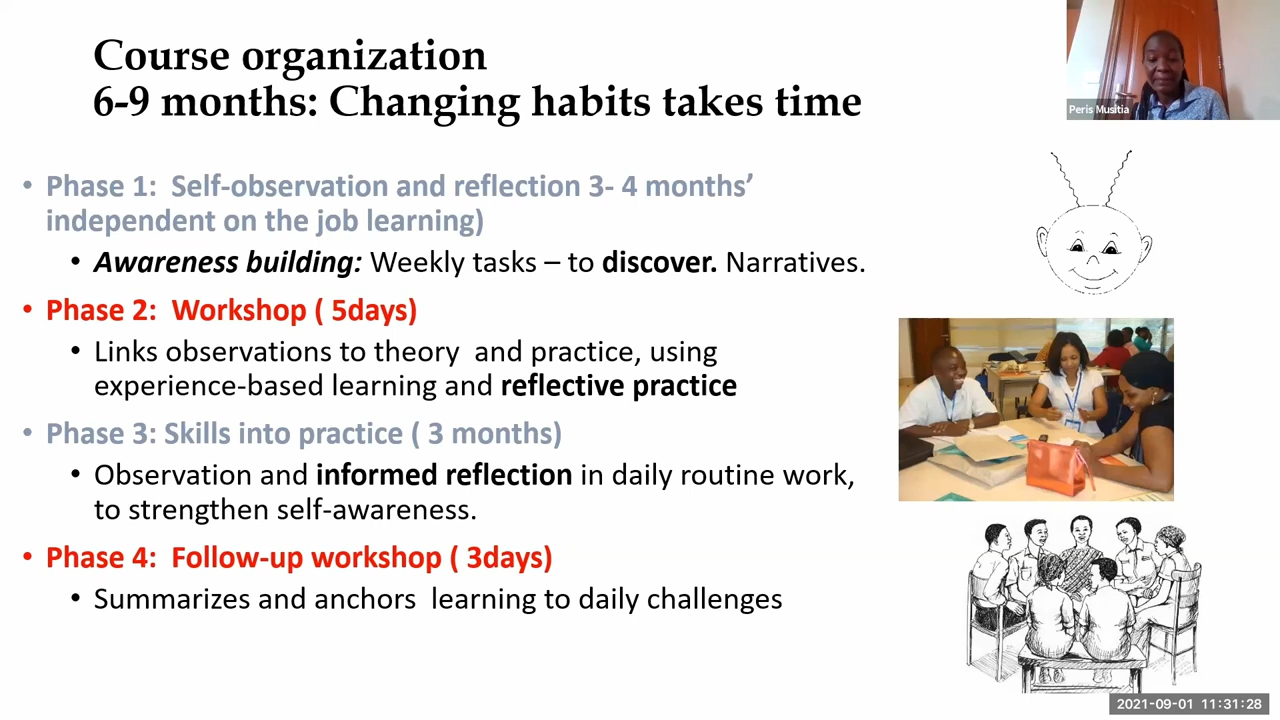 Course organization
6-9 months: Changing habits takes time
Peris Musitia
• Phase 1:  Self-observation and reflection 3- 4 months’
independent on the job learning)
• Awareness building: Weekly tasks – to discover. Narratives.
• Phase 2:  Workshop ( 5days)
• Links observations to theory  and practice, using
experience-based learning and reflective practice
• Phase 3: Skills into practice ( 3 months)
• Observation and informed reflection in daily routine work,
to strengthen self-awareness.
• Phase 4:  Follow-up workshop ( 3days)
• Summarizes and anchors  learning to daily challenges
2021-09-01 11:31:28